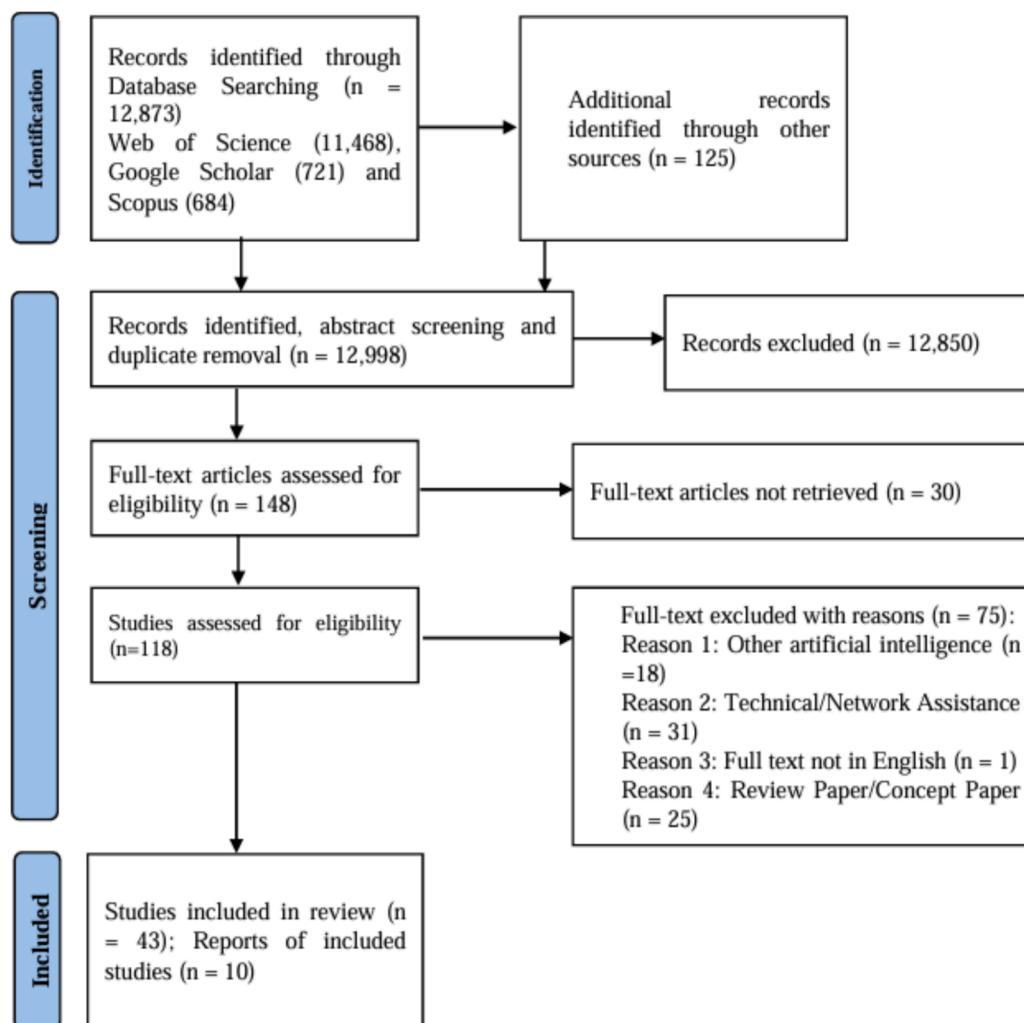 Identification
Records identified through
Database Searching (n =
12,873)
Web of Science (11,468),
Google Scholar (721) and
Scopus (684)
Additional records
identified through other
sources (n = 125)
Screening
Records identified, abstract screening and
duplicate removal (n = 12,998)
Records excluded (n = 12,850)
Full-text articles assessed for
eligibility (n = 148)
Full-text articles not retrieved (n = 30)
Studies assessed for eligibility
(n=118)
Full-text excluded with reasons (n = 75):
Reason 1: Other artificial intelligence (n
=18)
Reason 2: Technical/Network Assistance
(n = 31)
Reason 3: Full text not in English (n = 1)
Reason 4: Review Paper/Concept Paper
(n = 25)
Included
Studies included in review (n
= 43); Reports of included
studies (n = 10)